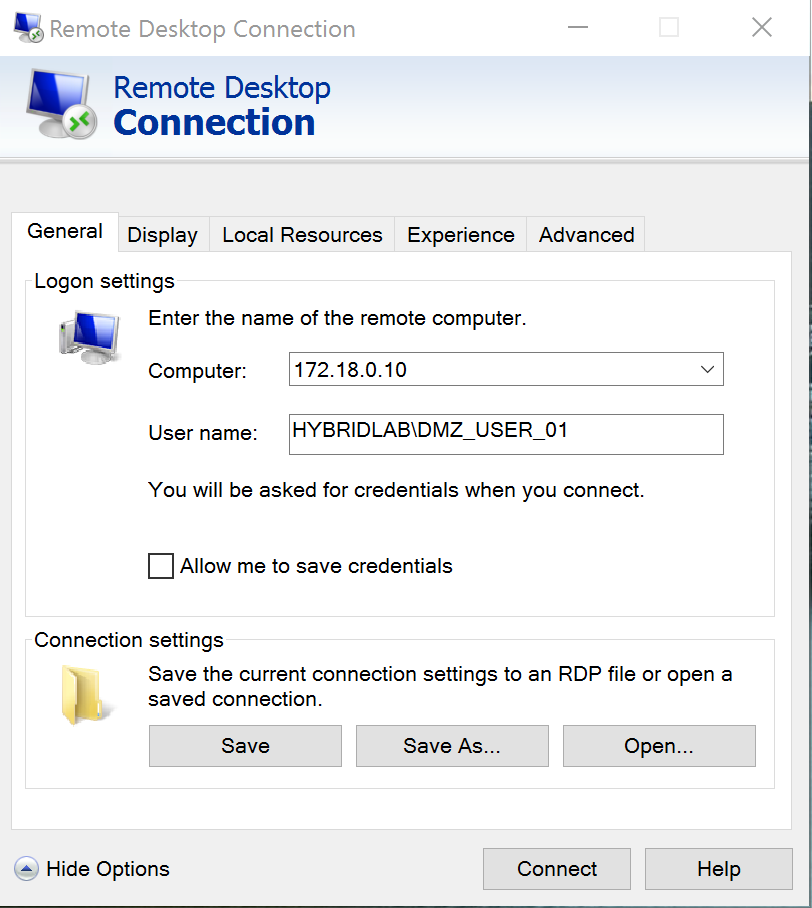 Remote Desktop Connection
Remote Desktop
Connection
General Display Local Resources Experience Advanced
Logon settings
Enter the name of the remote computer.
Computer: 172.18.0.10
User name: HYBRIDLAB\DMZ_USER_01
You will be asked for credentials when you connect.
Allow me to save credentials
Connection settings
Save the current connection settings to an RDP file or open a
saved connection.
Save Save As... Open...
Hide Options Connect Help